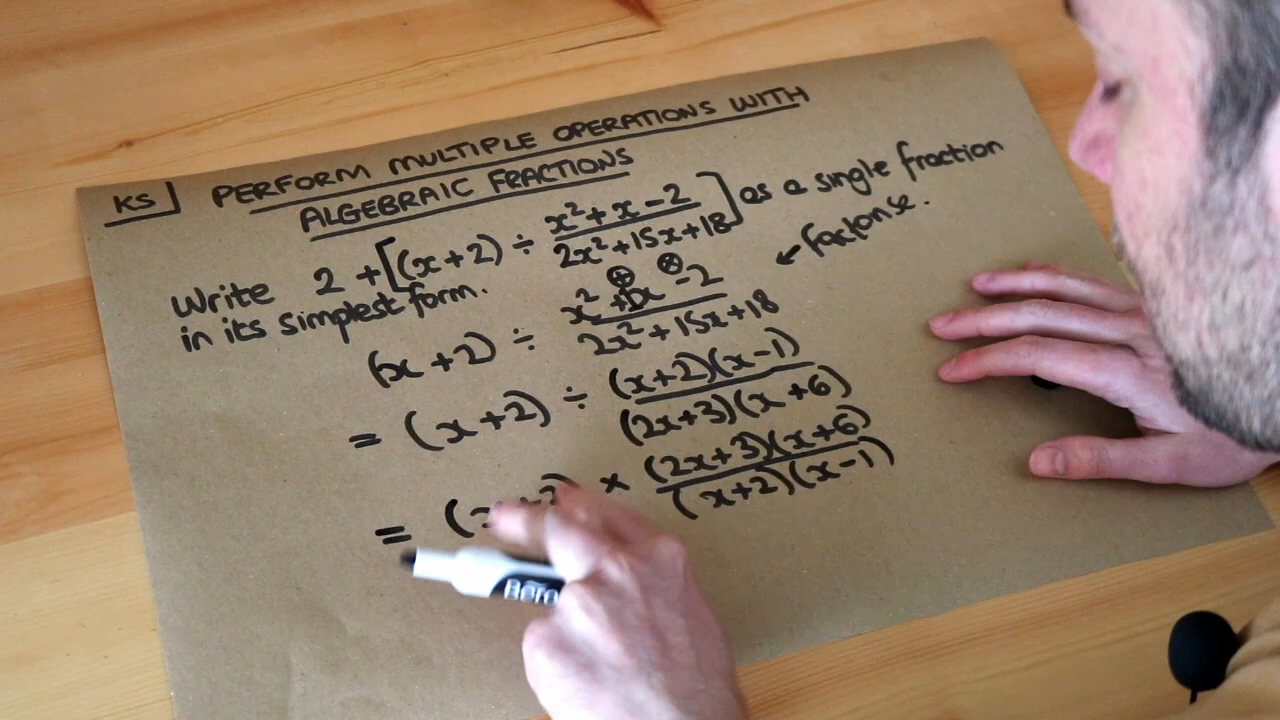 KS
PERFORM MULTIPLE OPERATIONS WITH
ALGEBRAIC FRACTIONS
Write 2 + [(x+2) ÷ (x² + x - 2)/(2x² + 15x + 18)] as a single fraction
in its simplest form.
(x + 2) ÷ (x² + 1x - 2)/(2x² + 15x + 18) ← factorise.
⊕ ⊗
= (x + 2) ÷ (x+2)(x-1)/(2x+3)(x+6)
= ( × (2x+3)(x+6)/(x+2)(x-1)